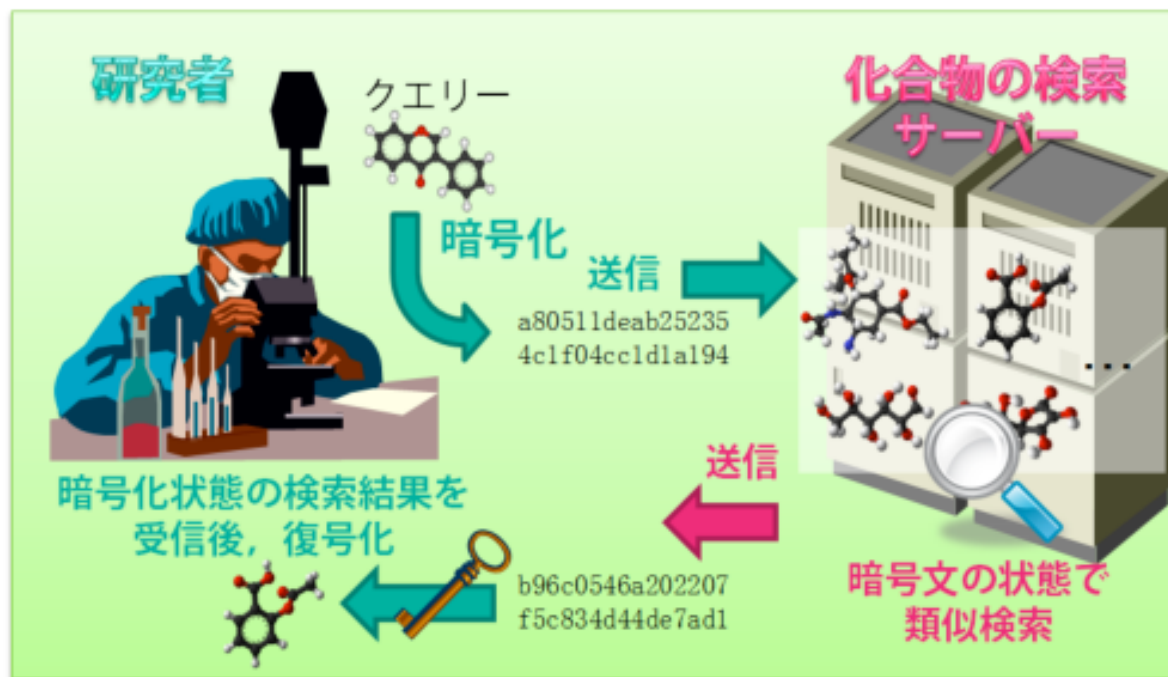 研究者
クエリー
暗号化
送信
a80511deab25235
4c1f04cc1d1a194
化合物の検索
サーバー
...
送信
暗号化状態の検索結果を
受信後，復号化
b96c0546a202207
f5c834d44de7ad1
暗号文の状態で
類似検索